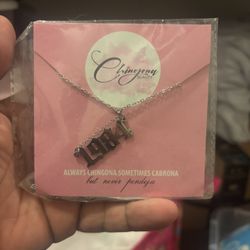 Chingona
1984
ALWAYS CHINGONA, SOMETIMES CABRONA
but never pendeja